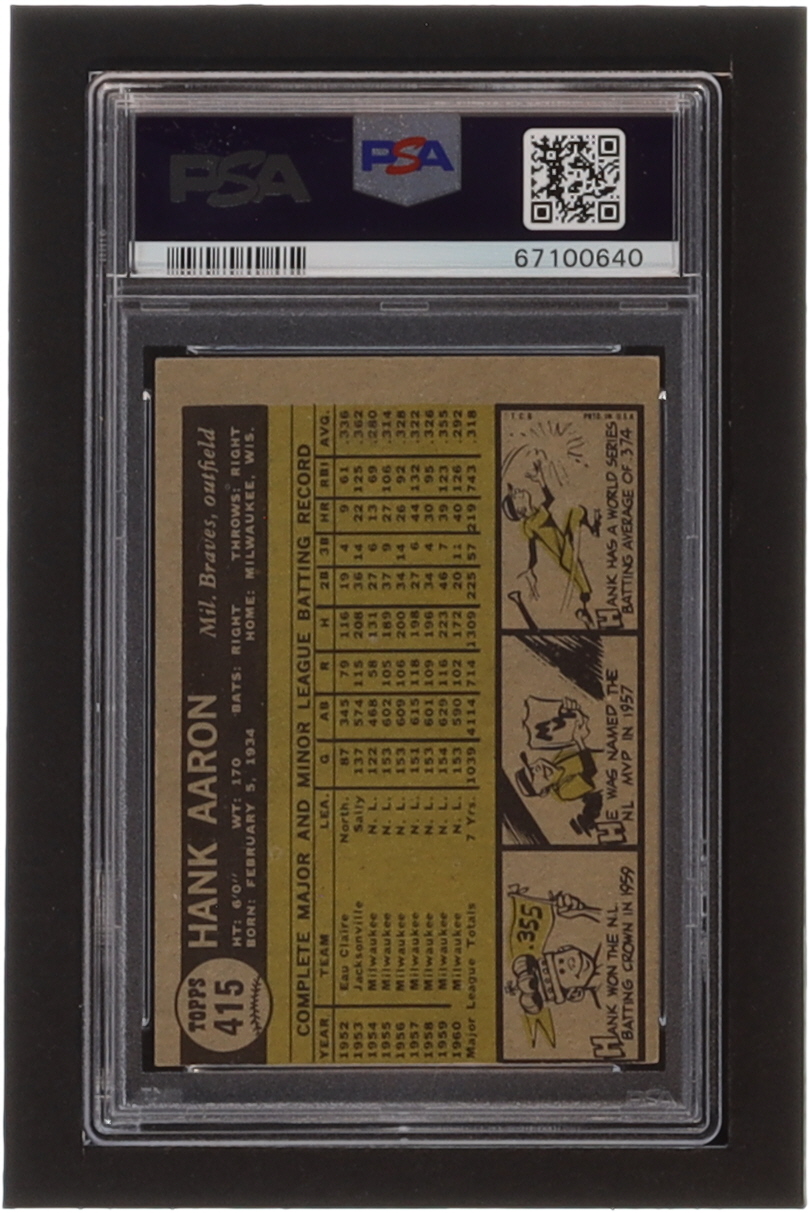 PSA
PSA
67100640
TOPPS
415
HANK AARON
Mil. Braves, outfield
HT: 6'0" WT: 170 BATS: RIGHT THROWS: RIGHT
BORN: FEBRUARY 5, 1934 HOME: MILWAUKEE, WIS.
COMPLETE MAJOR AND MINOR LEAGUE BATTING RECORD
YEAR TEAM LEA. G AB R H 2B 3B HR RBI AVG.
1952 Eau Claire North. 87 345 79 116 19 4 9 61 .336
1953 Jacksonville Sally 137 574 115 208 36 14 22 125 .362
1954 Milwaukee N. L. 122 468 58 131 27 6 13 69 .280
1955 Milwaukee N. L. 153 602 105 189 37 9 27 106 .314
1956 Milwaukee N. L. 153 609 106 200 34 14 26 92 .328
1957 Milwaukee N. L. 151 615 118 198 27 6 44 132 .322
1958 Milwaukee N. L. 153 601 109 196 34 4 30 95 .326
1959 Milwaukee N. L. 154 629 116 223 46 7 39 123 .355
1960 Milwaukee N. L. 153 590 102 172 20 11 40 126 .292
Major League Totals 7 Yrs. 1039 4114 714 1309 225 57 219 743 .318
.355
HANK WON THE N.L.
BATTING CROWN IN 1959
M
HE WAS NAMED THE
NL MVP IN 1957
T.C.G. PRTD. IN U.S.A.
HANK HAS A WORLD SERIES
BATTING AVERAGE OF .374
PSA